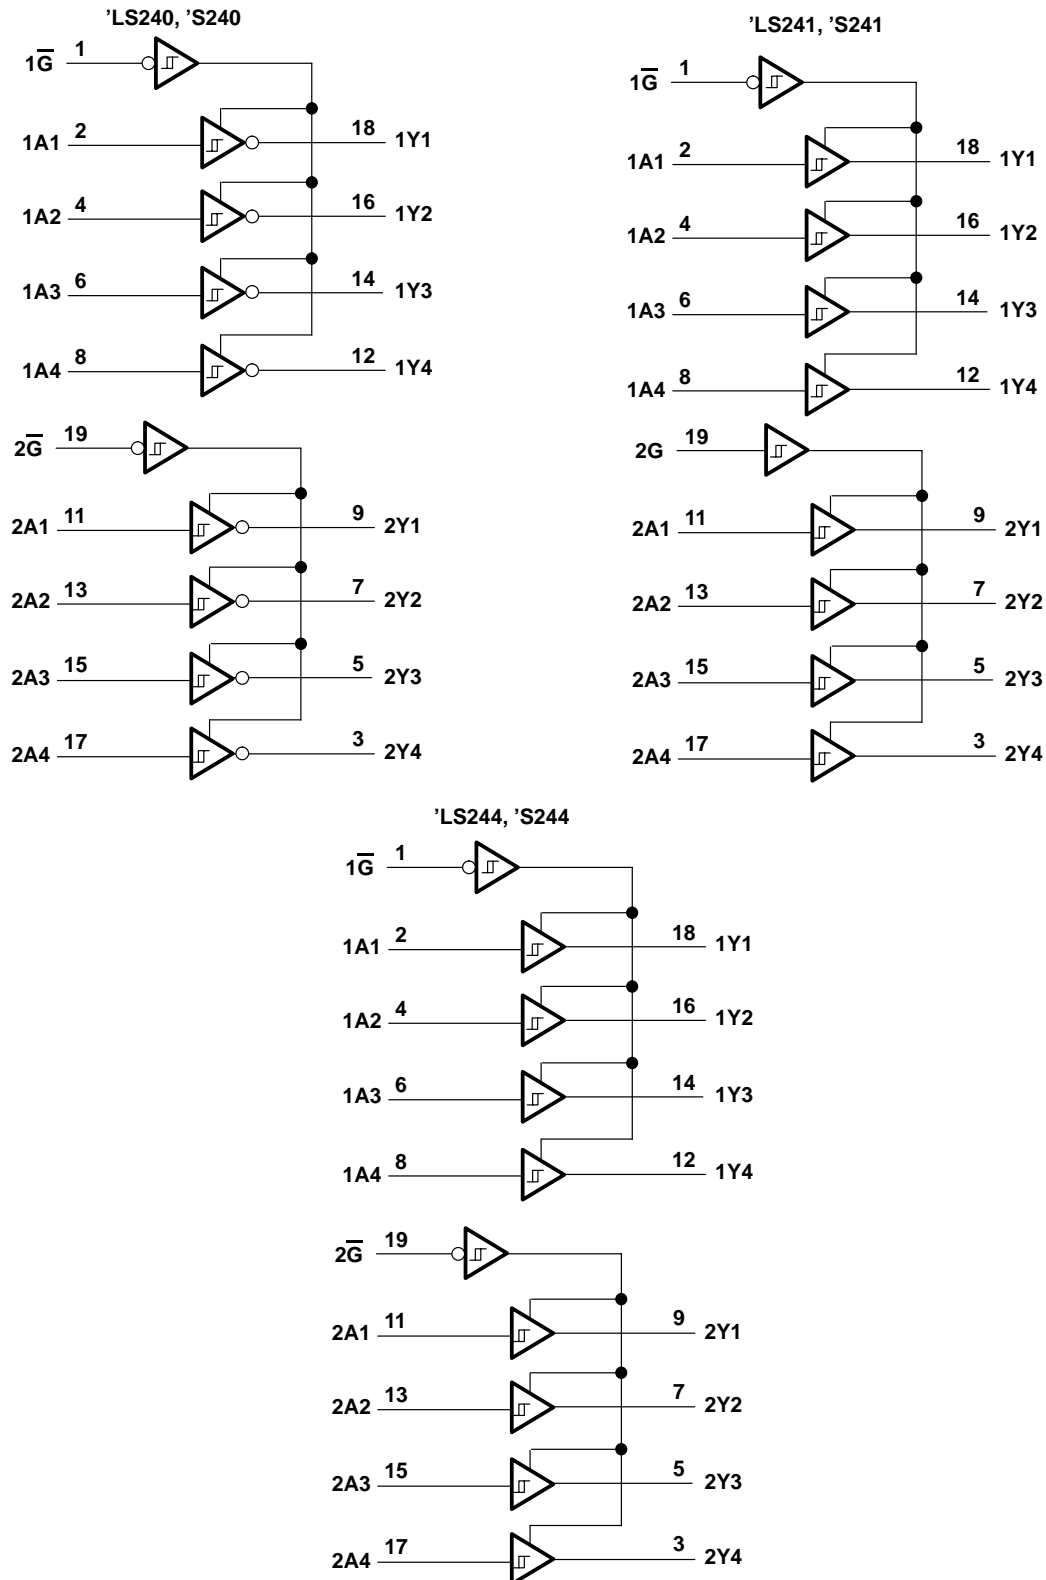 ’LS240, ’S240
1G̅ 1
1A1 2 18 1Y1
1A2 4 16 1Y2
1A3 6 14 1Y3
1A4 8 12 1Y4
2G̅ 19
2A1 11 9 2Y1
2A2 13 7 2Y2
2A3 15 5 2Y3
2A4 17 3 2Y4
’LS241, ’S241
1G̅ 1
1A1 2 18 1Y1
1A2 4 16 1Y2
1A3 6 14 1Y3
1A4 8 12 1Y4
2G 19
2A1 11 9 2Y1
2A2 13 7 2Y2
2A3 15 5 2Y3
2A4 17 3 2Y4
’LS244, ’S244
1G̅ 1
1A1 2 18 1Y1
1A2 4 16 1Y2
1A3 6 14 1Y3
1A4 8 12 1Y4
2G̅ 19
2A1 11 9 2Y1
2A2 13 7 2Y2
2A3 15 5 2Y3
2A4 17 3 2Y4